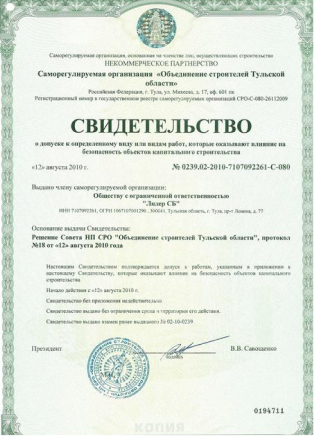 Саморегулируемая организация, основанная на членстве лиц, осуществляющих строительство
НЕКОММЕРЧЕСКОЕ ПАРТНЕРСТВО
Саморегулируемая организация «Объединение строителей Тульской
области»
Российская Федерация, г. Тула, ул. Мининa, д. 17, оф. 601
Регистрационный номер в государственном реестре саморегулируемых организаций СРО-С-080-26112009
СВИДЕТЕЛЬСТВО
о допуске к определенному виду или видам работ, которые оказывают влияние на
безопасность объектов капитального строительства
«12» августа 2010 г.
№ 0239.02-2010-7107092261-С-080
Выдано члену саморегулируемой организации:
Обществу с ограниченной ответственностью
"Лидер СБ"
ИНН 7107092261, ОГРН 300041, Тульская область, г. Тула, д. 77
Основание выдачи Свидетельства:
Решение Совета НП СРО "Объединение строителей Тульской области", протокол
№18 от «12» августа 2010 года
Настоящим Свидетельством подтверждается допуск к работам, указанным в приложении к
настоящему Свидетельству, которые оказывают влияние на безопасность объектов капитального
строительства
Начало действия с «12» августа 2010 г.
Свидетельство без приложения недействительно.
Свидетельство выдано без ограничения срока и территории его действия.
Свидетельство выдано взамен ранее выданного № 02-10-0239
Президент
В.В. Савощенко
0194711
КОПИЯ